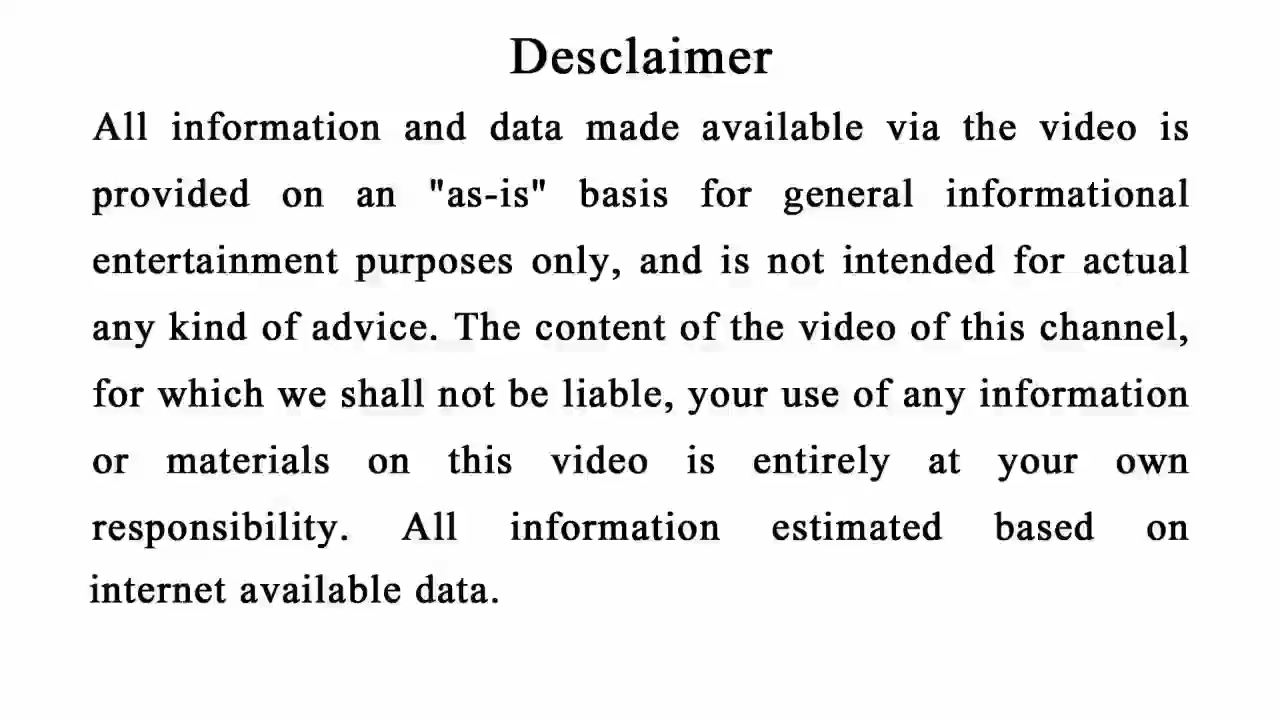 Desclaimer
All information and data made available via the video is
provided on an "as-is" basis for general informational
entertainment purposes only, and is not intended for actual
any kind of advice. The content of the video of this channel,
for which we shall not be liable, your use of any information
or materials on this video is entirely at your own
responsibility. All information estimated based on
internet available data.